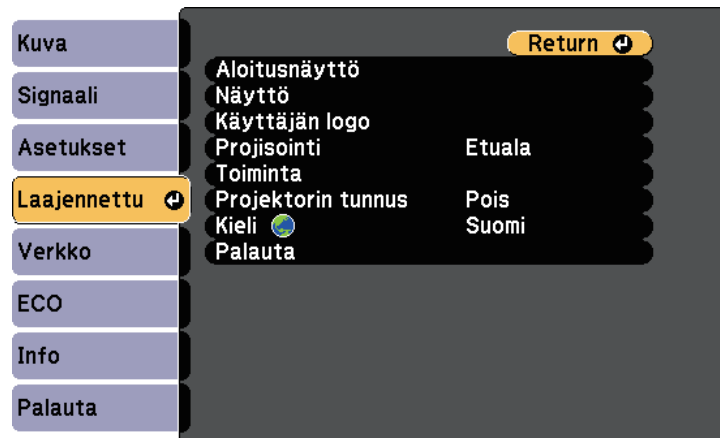 Kuva
Signaali
Asetukset
Laajennettu
Verkko
ECO
Info
Palauta
Return
Aloitusnäyttö
Näyttö
Käyttäjän logo
Projisointi Etuala
Toiminta
Projektorin tunnus Pois
Kieli Suomi
Palauta